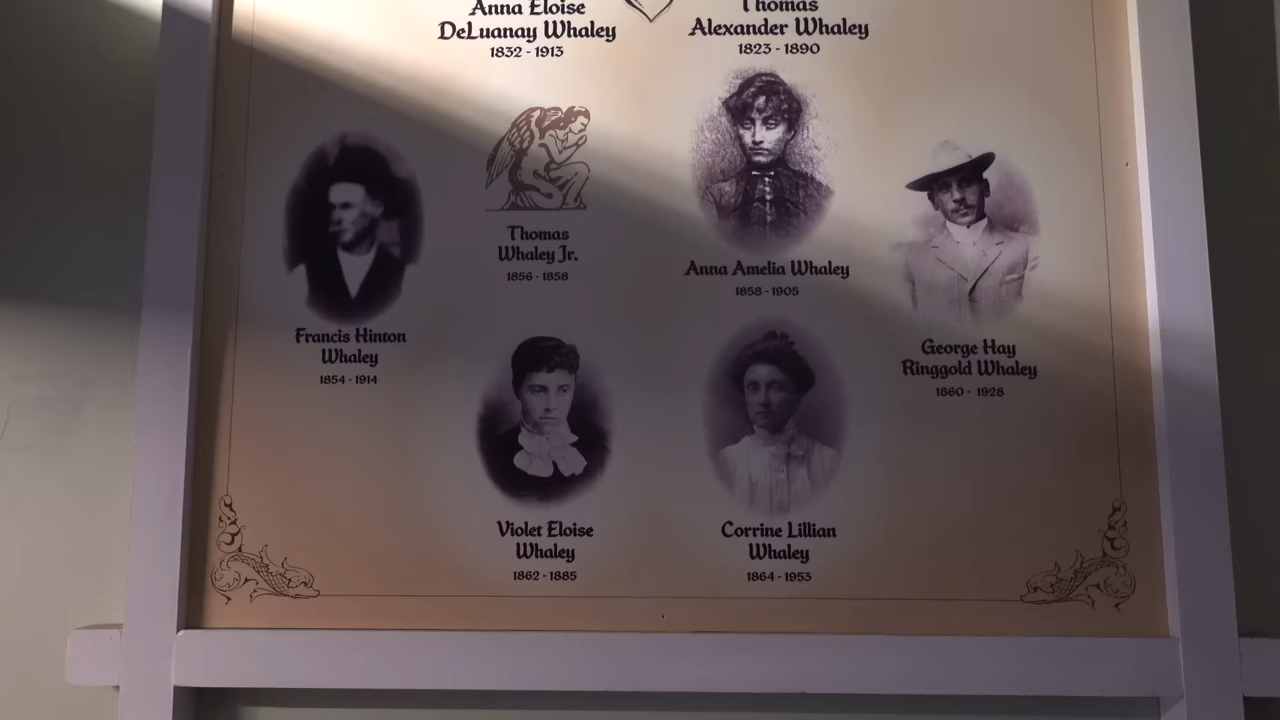 Anna Eloise
DeLuanay Whaley
1832 - 1913
Thomas
Alexander Whaley
1823 - 1890
Francis Hinton
Whaley
1854 - 1914
Thomas
Whaley Jr.
1856 - 1858
Anna Amelia Whaley
1858 - 1905
George Hay
Ringgold Whaley
1860 - 1928
Violet Eloise
Whaley
1862 - 1885
Corrine Lillian
Whaley
1864 - 1953